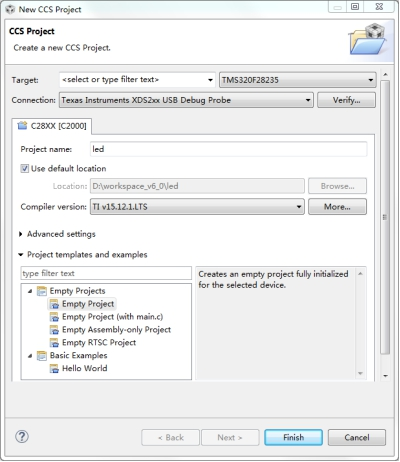 New CCS Project
CCS Project
Create a new CCS Project.
Target: <select or type filter text> TMS320F28235
Connection: Texas Instruments XDS2xx USB Debug Probe Verify...
C28XX [C2000]
Project name: led
Use default location
Location: D:\workspace_v6_0\led Browse...
Compiler version: TI v15.12.1.LTS More...
Advanced settings
Project templates and examples
type filter text
Creates an empty project fully initialized
for the selected device.
Empty Projects
Empty Project
Empty Project (with main.c)
Empty Assembly-only Project
Empty RTSC Project
Basic Examples
Hello World
? < Back Next > Finish Cancel